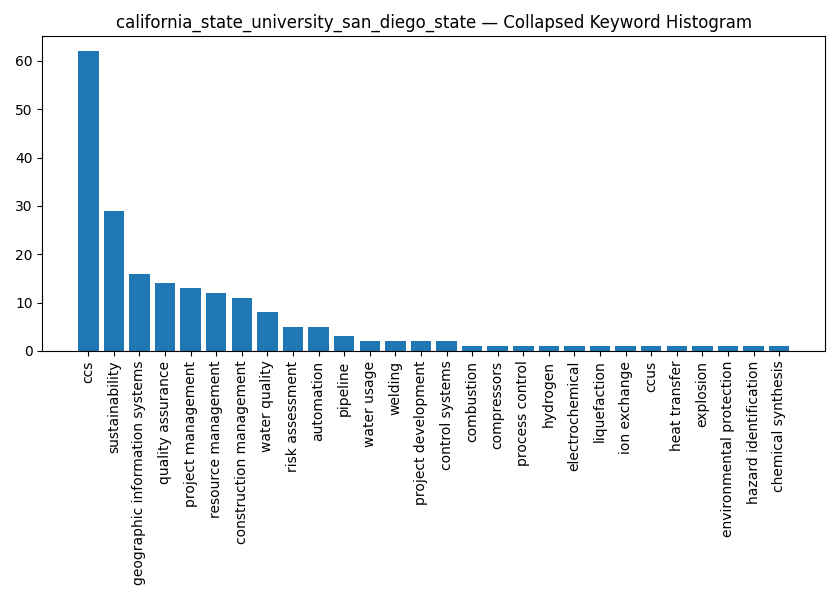 california_state_university_san_diego_state — Collapsed Keyword Histogram
60
50
40
30
20
10
0
ccs
sustainability
geographic information systems
quality assurance
project management
resource management
construction management
water quality
risk assessment
automation
pipeline
water usage
welding
project development
control systems
combustion
compressors
process control
hydrogen
electrochemical
liquefaction
ion exchange
ccus
heat transfer
explosion
environmental protection
hazard identification
chemical synthesis